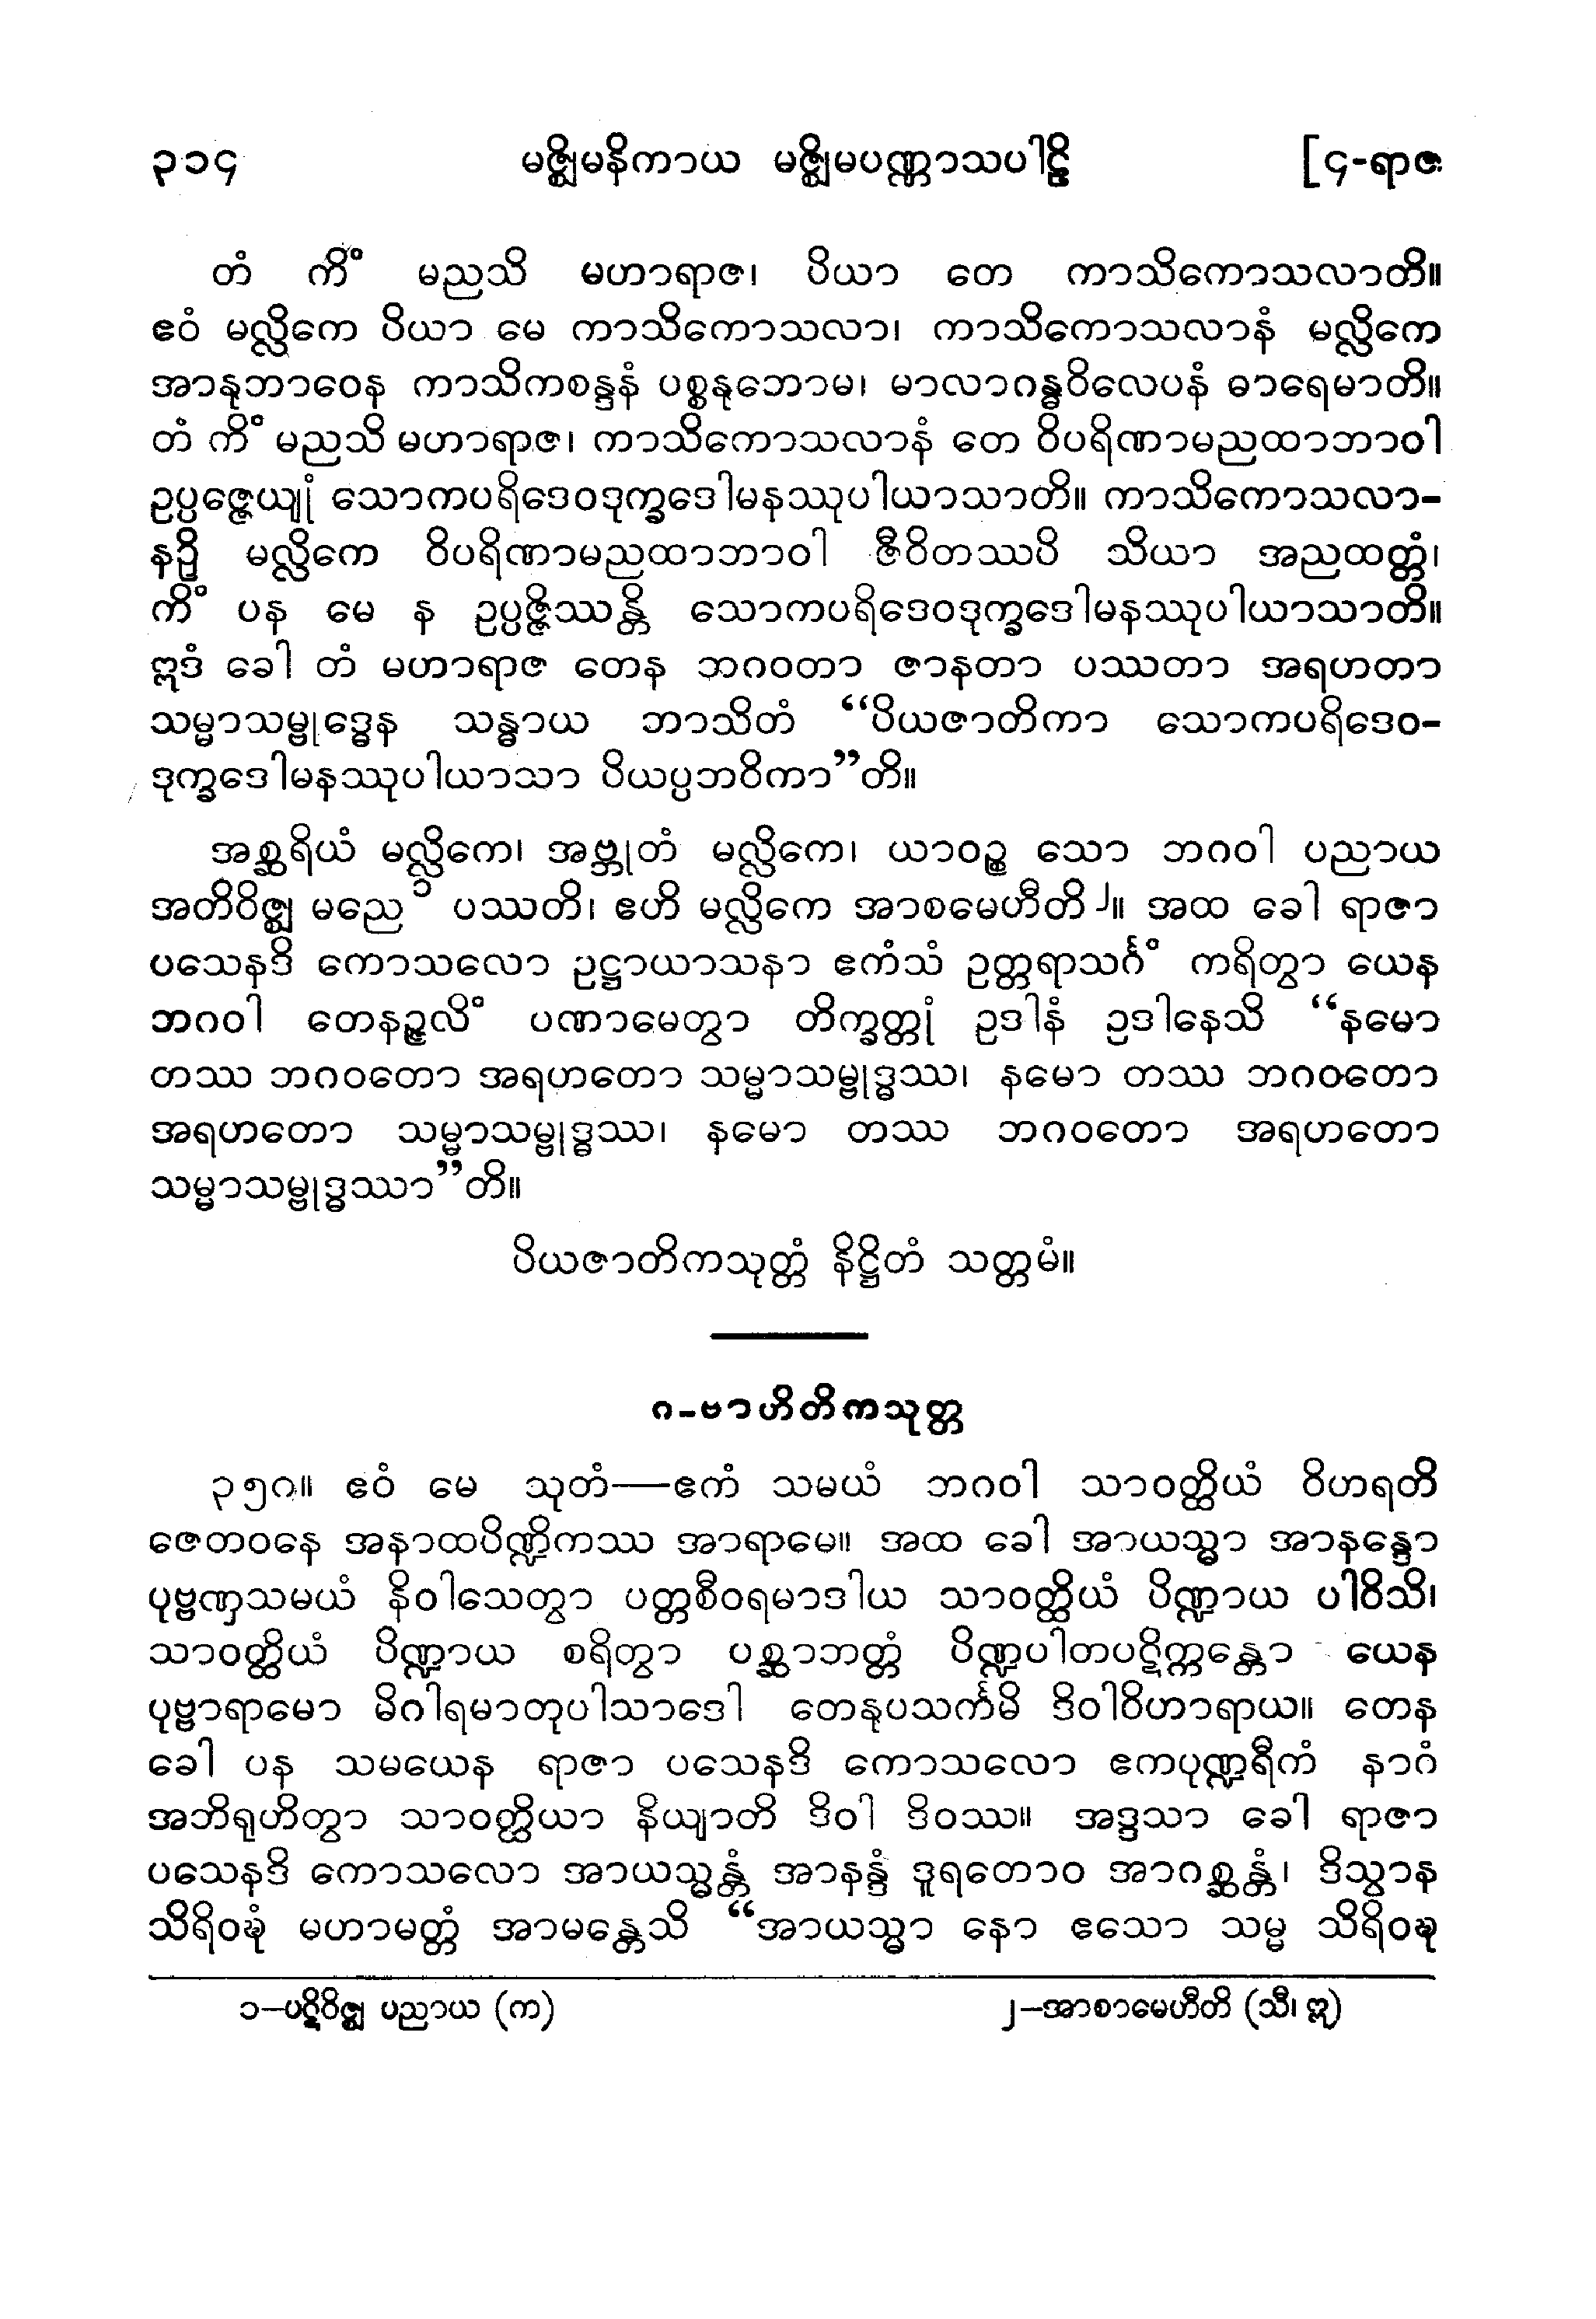 ၃၁၄ မဇ္ဈိမနိကာယ မဇ္ဈိမပဏ္ဏာသပါဠိ [၄-ရာဇ
တံ ကိံ မညသိ မဟာရာဇ၊ ပိယာ တေ ကာသိကောသလာတိ။
ဧဝံ မလ္လိကေ ပိယာ မေ ကာသိကောသလာ၊ ကာသိကောသလာနံ မလ္လိကေ
အာနုဘာဝေန ကာသိကစန္ဒနံ ပစ္စနုဘောမ၊ မာလာဂန္ဓဝိလေပနံ ဓာရေမာတိ။
တံ ကိံ မညသိ မဟာရာဇ၊ ကာသိကောသလာနံ တေ ဝိပရိဏာမညထာဘာဝါ
ဥပ္ပဇ္ဇေယျုံ သောကပရိဒေဝဒုက္ခဒေါမနဿုပါယာသာတိ။ ကာသိကောသလာ-
နဉှိ မလ္လိကေ ဝိပရိဏာမညထာဘာဝါ ဇီဝိတဿပိ သိယာ အညထတ္တံ၊
ကိံ ပန မေ န ဥပ္ပဇ္ဇိဿန္တိ သောကပရိဒေဝဒုက္ခဒေါမနဿုပါယာသာတိ။
ဣဒံ ခေါ တံ မဟာရာဇ တေန ဘဂဝတာ ဇာနတာ ပဿတာ အရဟတာ
သမ္မာသမ္ဗုဒ္ဓေန သန္ဓာယ ဘာသိတံ “ပိယဇာတိကာ သောကပရိဒေဝ-
ဒုက္ခဒေါမနဿုပါယာသာ ပိယပ္ပဘဝိကာ”တိ။
အစ္ဆရိယံ မလ္လိကေ၊ အဗ္ဘုတံ မလ္လိကေ၊ ယာဝဉ္စ သော ဘဂဝါ ပညာယ
အတိဝိဇ္ဈ မညေ ၁ ပဿတိ၊ ဧဟိ မလ္လိကေ အာစမေဟီတိ ၂။ အထ ခေါ ရာဇာ
ပသေနဒိ ကောသလော ဥဋ္ဌာယာသနာ ဧကံသံ ဥတ္တရာသင်္ဂံ ကရိတွာ ယေန
ဘဂဝါ တေနဉ္ဇလိံ ပဏာမေတွာ တိက္ခတ္တုံ ဥဒါနံ ဥဒါနေသိ “နမော
တဿ ဘဂဝတော အရဟတော သမ္မာသမ္ဗုဒ္ဓဿ၊ နမော တဿ ဘဂဝတော
အရဟတော သမ္မာသမ္ဗုဒ္ဓဿ၊ နမော တဿ ဘဂဝတော အရဟတော
သမ္မာသမ္ဗုဒ္ဓဿာ”တိ။
ပိယဇာတိကသုတ္တံ နိဋ္ဌိတံ သတ္တမံ။
၈-ဗာဟိတိကသုတ္တ
၃၅၈။ ဧဝံ မေ သုတံ—ဧကံ သမယံ ဘဂဝါ သာဝတ္ထိယံ ဝိဟရတိ
ဇေတဝနေ အနာထပိဏ္ဍိကဿ အာရာမေ။ အထ ခေါ အာယသ္မာ အာနန္ဒော
ပုဗ္ဗဏှသမယံ နိဝါသေတွာ ပတ္တစီဝရမာဒါယ သာဝတ္ထိယံ ပိဏ္ဍာယ ပါဝိသိ၊
သာဝတ္ထိယံ ပိဏ္ဍာယ စရိတွာ ပစ္ဆာဘတ္တံ ပိဏ္ဍပါတပဋိက္ကန္တော ယေန
ပုဗ္ဗာရာမော မိဂါရမာတုပါသာဒေါ တေနုပသင်္ကမိ ဒိဝါဝိဟာရာယ။ တေန
ခေါ ပန သမယေန ရာဇာ ပသေနဒိ ကောသလော ဧကပုဏ္ဍရီကံ နာဂံ
အဘိရုဟိတွာ သာဝတ္ထိယာ နိယျာတိ ဒိဝါ ဒိဝဿ။ အဒ္ဒသာ ခေါ ရာဇာ
ပသေနဒိ ကောသလော အာယသ္မန္တံ အာနန္ဒံ ဒူရတောဝ အာဂစ္ဆန္တံ၊ ဒိသွာန
သိရိဝဍ္ဎံ မဟာမတ္တံ အာမန္တေသိ “အာယသ္မာ နော ဧသော သမ္မ သိရိဝဍ္ဎ
၁—ပဋိဝိဇ္ဈ ပညာယ (က) ၂—အာစာမေဟီတိ (သီ၊ ဣ)